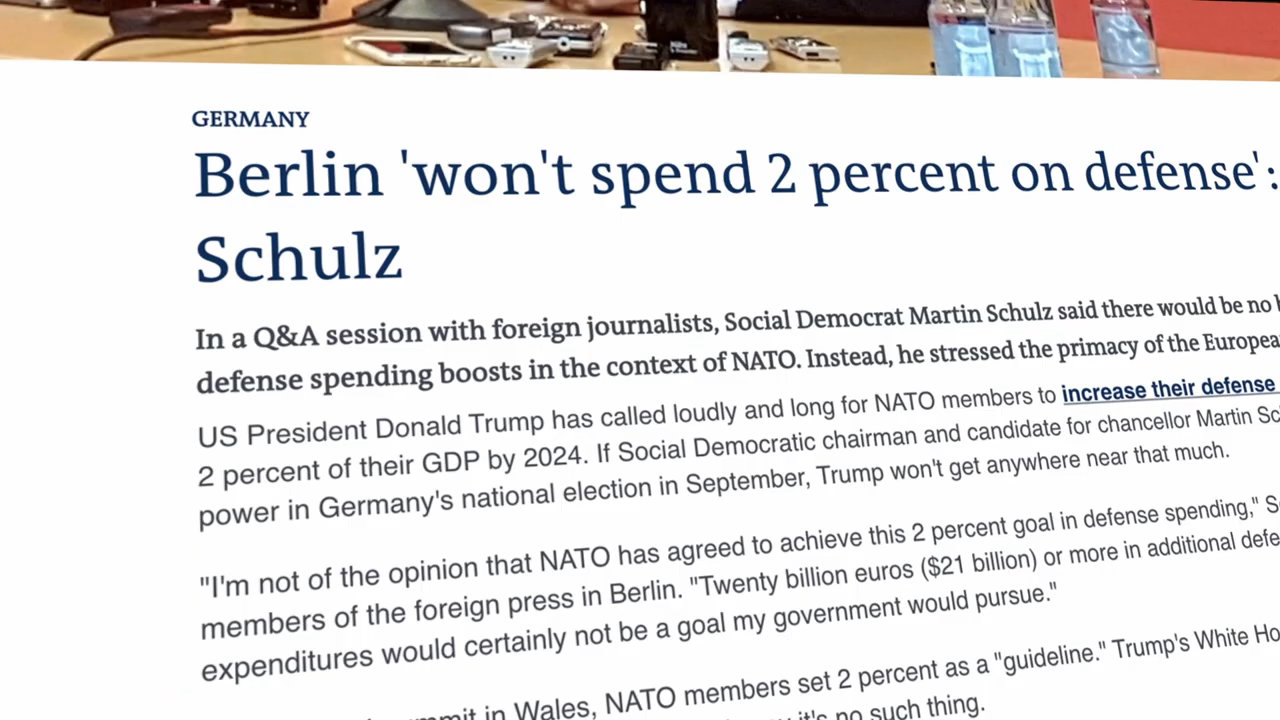 GERMANY
Berlin 'won't spend 2 percent on defense':
Schulz
In a Q&A session with foreign journalists, Social Democrat Martin Schulz said there would be no
defense spending boosts in the context of NATO. Instead, he stressed the primacy of the
US President Donald Trump has called loudly and long for NATO members to increase their defense
2 percent of their GDP by 2024. If Social Democratic chairman and candidate for chancellor Martin
power in Germany's national election in September, Trump won't get anywhere near that much.
"I'm not of the opinion that NATO has agreed to achieve this 2 percent goal in defense spending,"
members of the foreign press in Berlin. "Twenty billion euros ($21 billion) or more in additional
expenditures would certainly not be a goal my government would pursue."
in Wales, NATO members set 2 percent as a "guideline." Trump's White
it's no such thing.